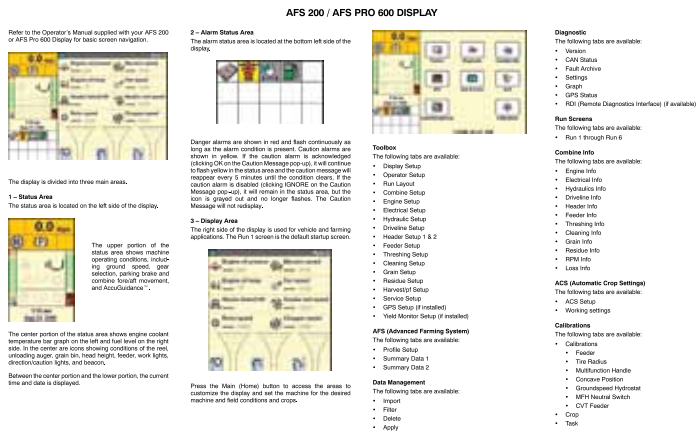 AFS 200 / AFS PRO 600 DISPLAY
Refer to the Operator's Manual supplied with your AFS 200
or AFS Pro 600 Display for basic screen navigation.
The display is divided into three main areas.
1 – Status Area
The status area is located on the left side of the display.
The upper portion of the
status area shows machine
operating conditions, includ-
ing ground speed, gear
selection, parking brake and
combine fore/aft movement,
and AccuGuidance™.
The center portion of the status area shows engine coolant
temperature bar graph on the left and fuel level on the right
side. In the center are icons showing conditions of the reel,
unloading auger, grain bin, head height, feeder, work lights,
direction/caution lights, and beacon.
Between the center portion and the lower portion, the current
time and date is displayed.
2 – Alarm Status Area
The alarm status area is located at the bottom left side of the
display.
Danger alarms are shown in red and flash continuously as
long as the alarm condition is present. Caution alarms are
shown in yellow. If the caution alarm is acknowledged
(clicking OK on the Caution Message pop-up), it will continue
to flash yellow in the status area and the caution message will
reappear every 5 minutes until the condition clears. If the
caution alarm is disabled (clicking IGNORE on the Caution
Message pop-up), it will remain in the status area, but the
icon is grayed out and no longer flashes. The Caution
Message will not redisplay.
3 – Display Area
The right side of the display is used for vehicle and farming
applications. The Run 1 screen is the default startup screen.
Press the Main (Home) button to access the areas to
customize the display and set the machine for the desired
machine and field conditions and crops.
Toolbox
The following tabs are available:
• Display Setup
• Operator Setup
• Run Layout
• Combine Setup
• Engine Setup
• Electrical Setup
• Hydraulic Setup
• Driveline Setup
• Header Setup 1 & 2
• Feeder Setup
• Threshing Setup
• Cleaning Setup
• Grain Setup
• Residue Setup
• Harvest/pf Setup
• Service Setup
• GPS Setup (if installed)
• Yield Monitor Setup (if installed)
AFS (Advanced Farming System)
• Profile Setup
• Summary Data 1
• Summary Data 2
Data Management
The following tabs are available:
• Import
• Filter
• Delete
• Apply
Diagnostic
The following tabs are available:
• Version
• CAN Status
• Fault Archive
• Settings
• Graph
• GPS Status
• RDI (Remote Diagnostics Interface) (if available)
Run Screens
The following tabs are available:
• Run 1 through Run 6
Combine Info
The following tabs are available:
• Engine Info
• Electrical Info
• Hydraulics Info
• Driveline Info
• Header Info
• Feeder Info
• Threshing Info
• Cleaning Info
• Grain Info
• Residue Info
• RPM Info
• Loss Info
ACS (Automatic Crop Settings)
• ACS Setup
• Working settings
Calibrations
The following tabs are available:
• Calibrations
• Feeder
• Tire Radius
• Multifunction Handle
• Concave Position
• Groundspeed Hydrostat
• MFH Neutral Switch
• CVT Feeder
• Crop
• Task